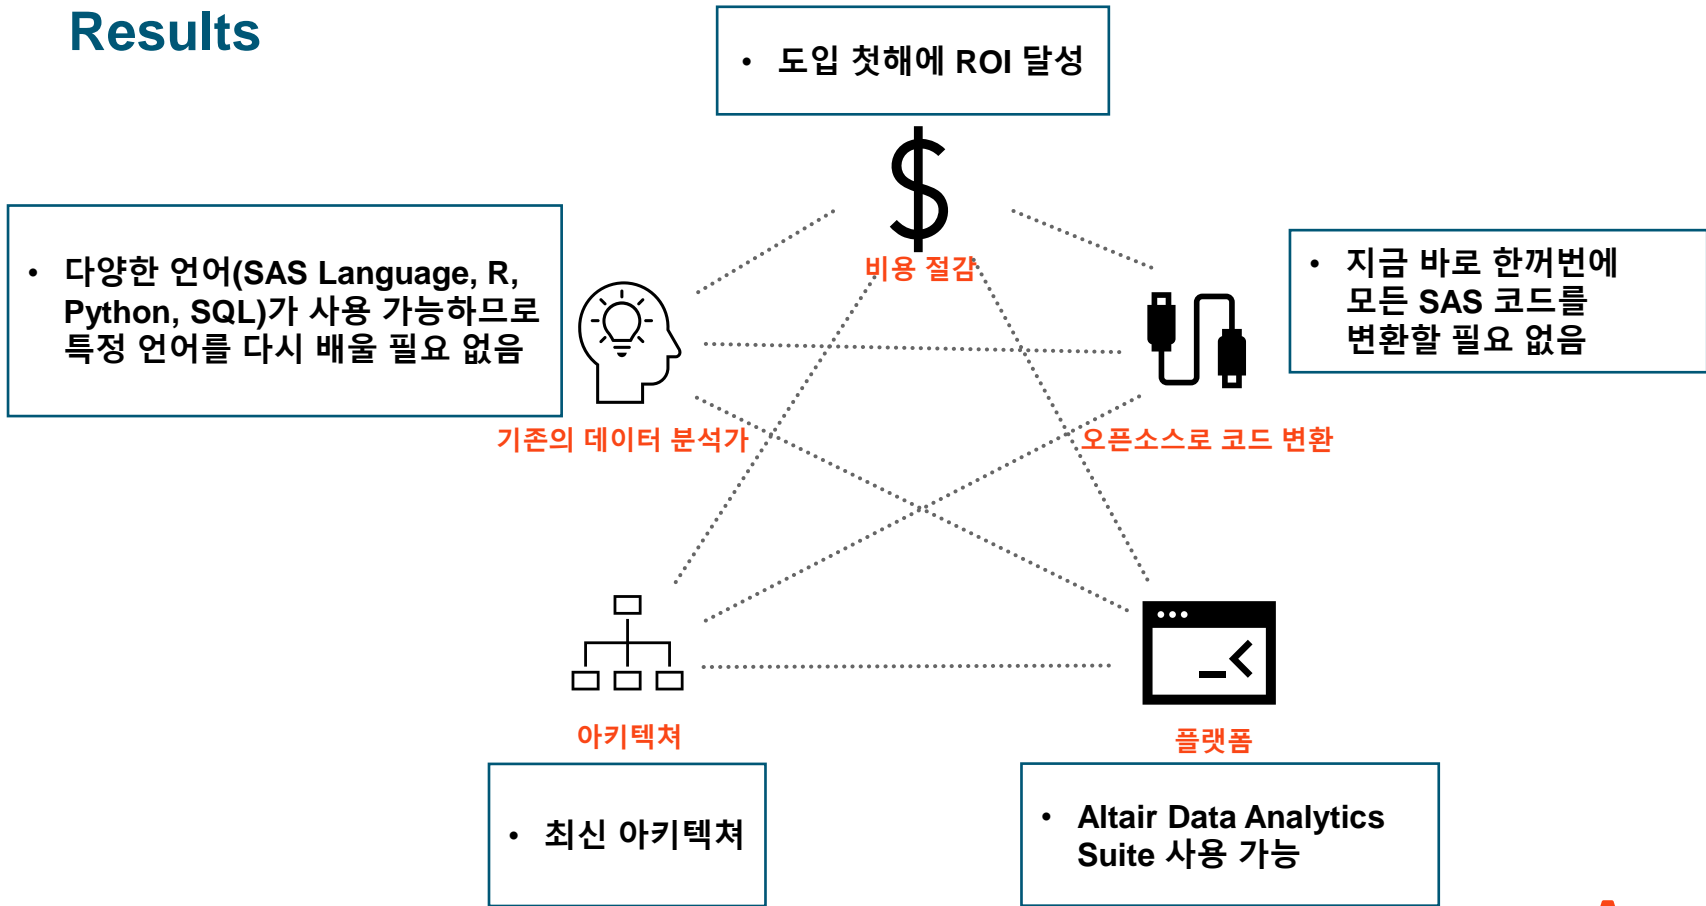 Results
• 도입 첫해에 ROI 달성
비용 절감
• 다양한 언어(SAS Language, R,
Python, SQL)가 사용 가능하므로
특정 언어를 다시 배울 필요 없음
기존의 데이터 분석가
• 지금 바로 한꺼번에
모든 SAS 코드를
변환할 필요 없음
오픈소스로 코드 변환
아키텍쳐
• 최신 아키텍쳐
플랫폼
• Altair Data Analytics
Suite 사용 가능